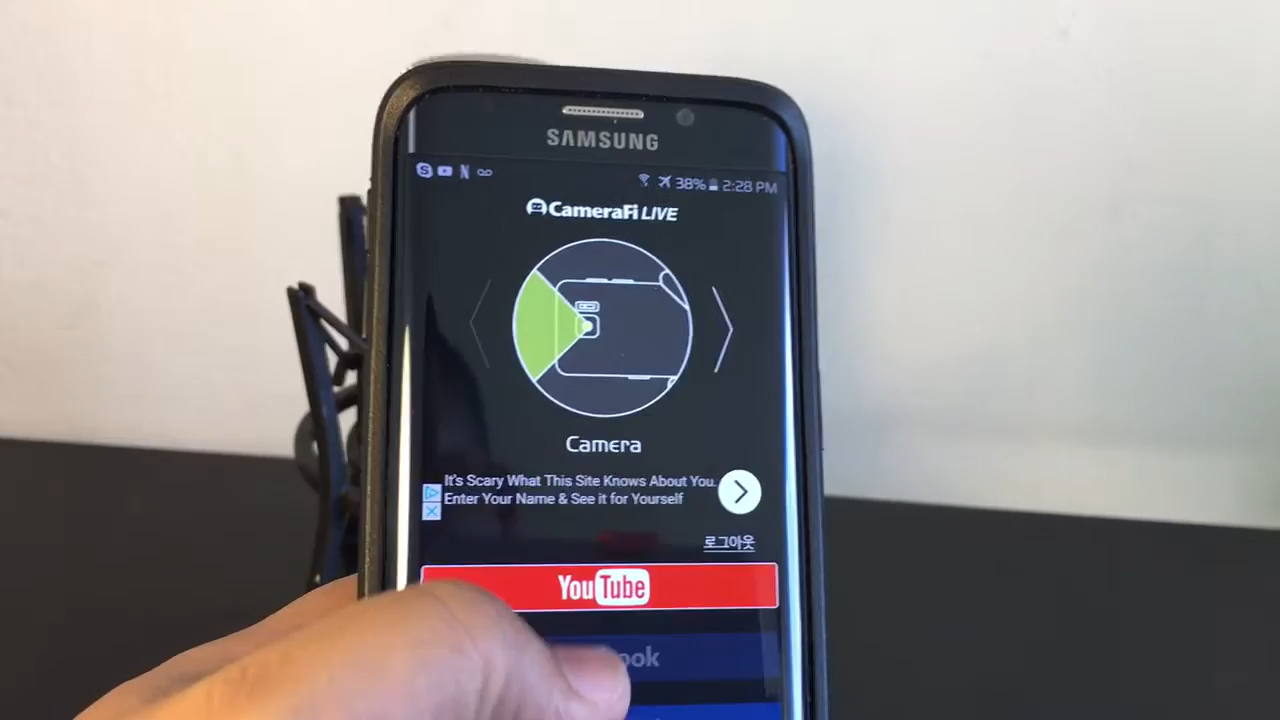 SAMSUNG
38% 2:28 PM
CameraFi LIVE
Camera
It's Scary What This Site Knows About You.
Enter Your Name & See it for Yourself
로그아웃
YouTube
ook